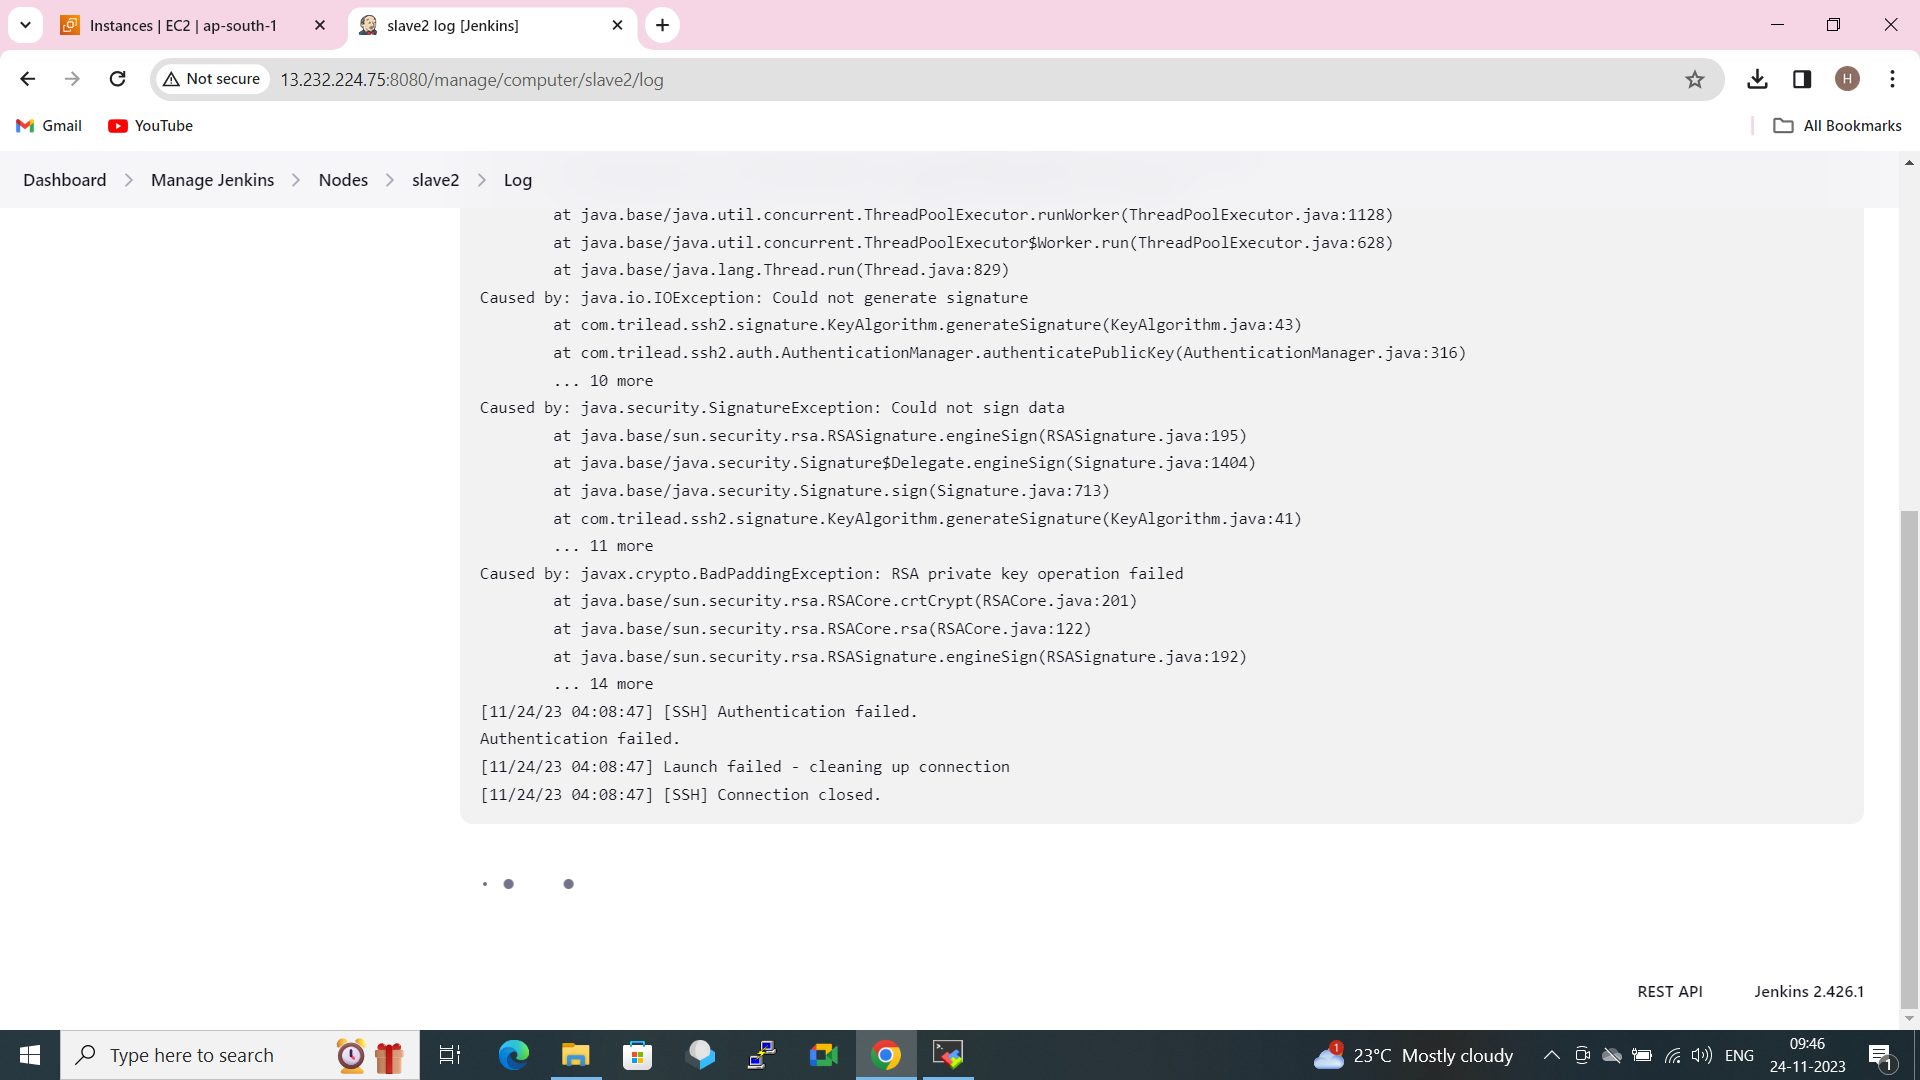 Instances | EC2 | ap-south-1
slave2 log [Jenkins]
Not secure
13.232.224.75:8080/manage/computer/slave2/log
H
Gmail
YouTube
All Bookmarks
Dashboard
Manage Jenkins
Nodes
slave2
Log
at java.base/java.util.concurrent.ThreadPoolExecutor.runWorker(ThreadPoolExecutor.java:1128)
at java.base/java.util.concurrent.ThreadPoolExecutor$Worker.run(ThreadPoolExecutor.java:628)
at java.base/java.lang.Thread.run(Thread.java:829)
Caused by: java.io.IOException: Could not generate signature
at com.trilead.ssh2.signature.KeyAlgorithm.generateSignature(KeyAlgorithm.java:43)
at com.trilead.ssh2.auth.AuthenticationManager.authenticatePublicKey(AuthenticationManager.java:316)
... 10 more
Caused by: java.security.SignatureException: Could not sign data
at java.base/sun.security.rsa.RSASignature.engineSign(RSASignature.java:195)
at java.base/java.security.Signature$Delegate.engineSign(Signature.java:1404)
at java.base/java.security.Signature.sign(Signature.java:713)
at com.trilead.ssh2.signature.KeyAlgorithm.generateSignature(KeyAlgorithm.java:41)
... 11 more
Caused by: javax.crypto.BadPaddingException: RSA private key operation failed
at java.base/sun.security.rsa.RSACore.crtCrypt(RSACore.java:201)
at java.base/sun.security.rsa.RSACore.rsa(RSACore.java:122)
at java.base/sun.security.rsa.RSASignature.engineSign(RSASignature.java:192)
... 14 more
[11/24/23 04:08:47] [SSH] Authentication failed.
Authentication failed.
[11/24/23 04:08:47] Launch failed - cleaning up connection
[11/24/23 04:08:47] [SSH] Connection closed.
REST API
Jenkins 2.426.1
Type here to search
1
23°C Mostly cloudy
ENG
09:46
24-11-2023
1